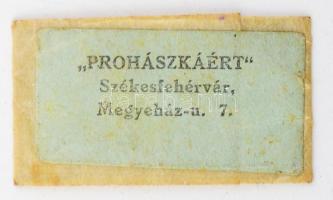 „PROHÁSZKÁÉRT“
Székesfehérvár,
Megyeház-u. 7.